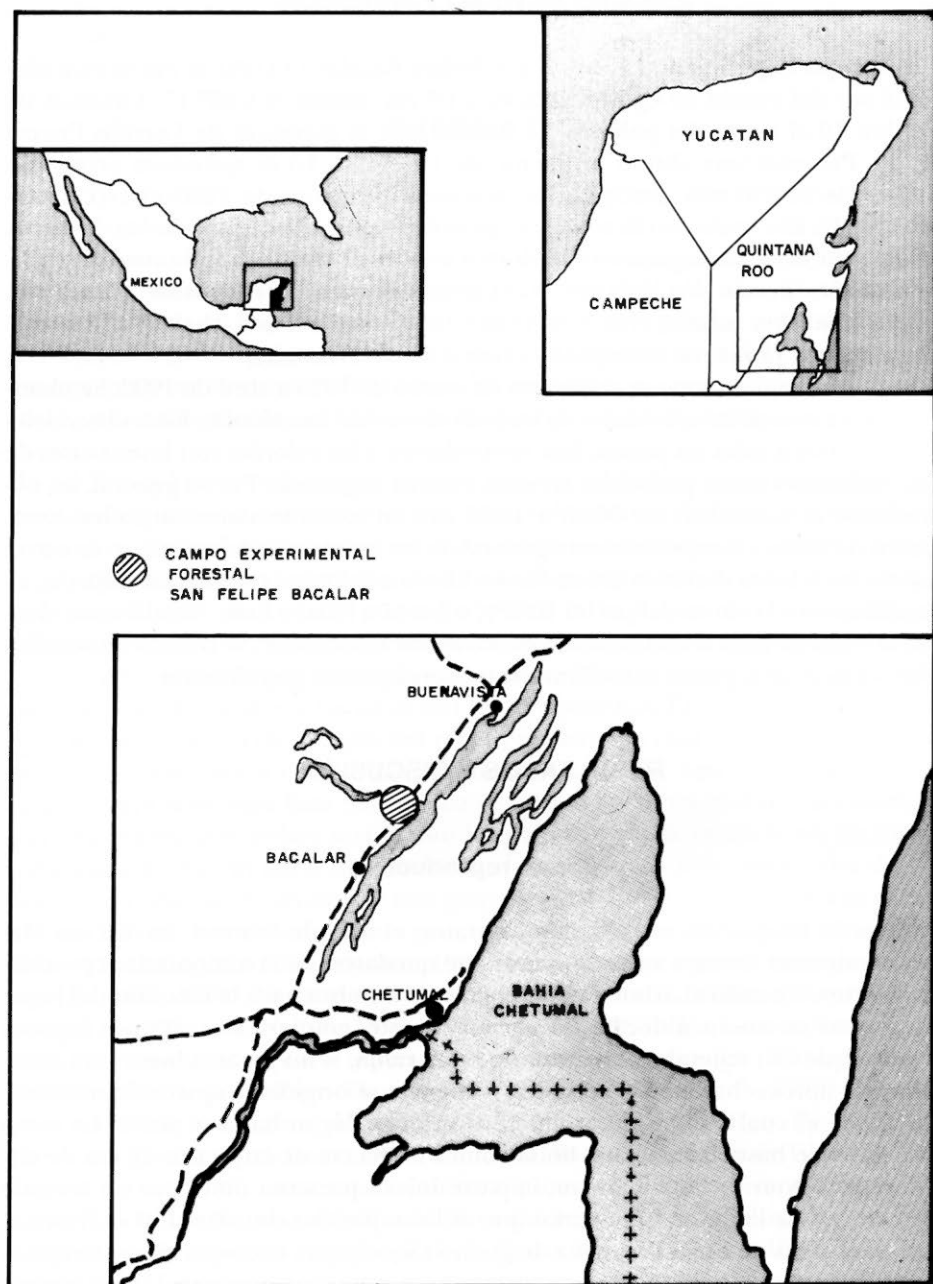 MEXICO
YUCATAN
QUINTANA
ROO
CAMPECHE
CAMPO EXPERIMENTAL
FORESTAL
SAN FELIPE BACALAR
BUENAVISTA
BACALAR
CHETUMAL
BAHIA
CHETUMAL